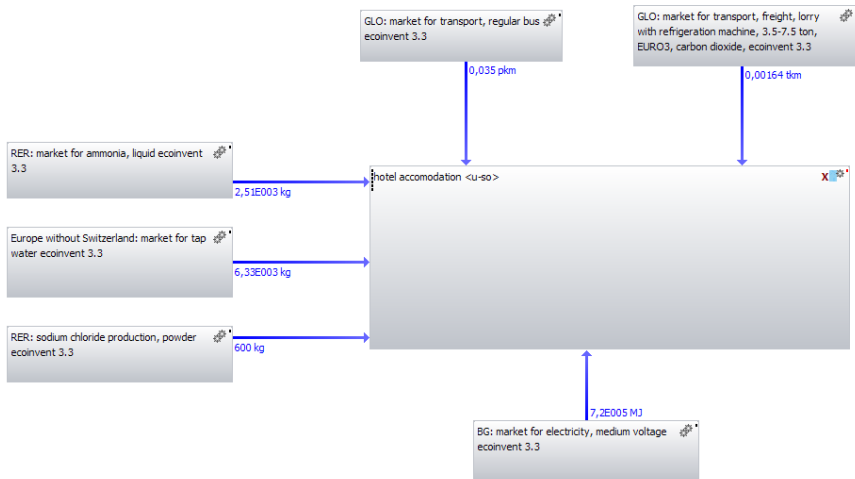 GLO: market for transport, regular bus
ecoinvent 3.3
GLO: market for transport, freight, lorry
with refrigeration machine, 3.5-7.5 ton,
EURO3, carbon dioxide, ecoinvent 3.3
0,035 pkm
0,00164 tkm
RER: market for ammonia, liquid ecoinvent
3.3
2,51E003 kg
hotel accomodation <u-so>
X
Europe without Switzerland: market for tap
water ecoinvent 3.3
6,33E003 kg
RER: sodium chloride production, powder
ecoinvent 3.3
600 kg
7,2E005 MJ
BG: market for electricity, medium voltage
ecoinvent 3.3